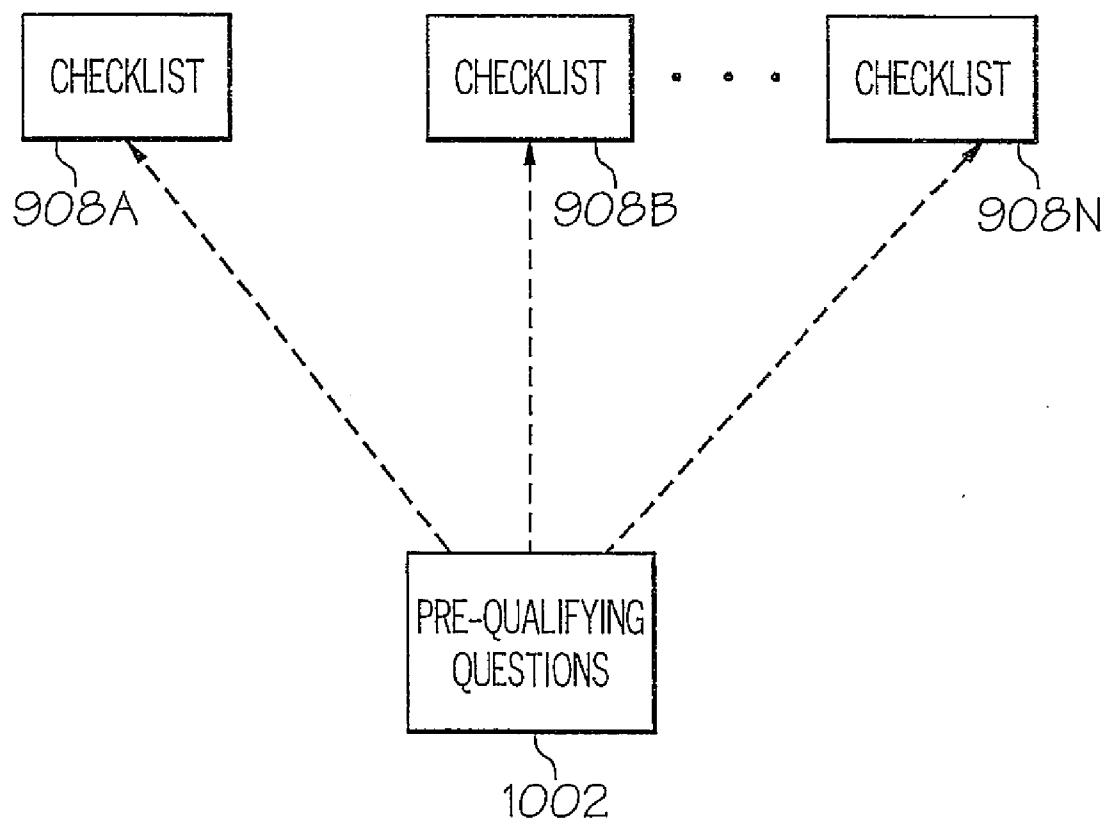 CHECKLIST
CHECKLIST
CHECKLIST
908A
908B
908N
PRE-QUALIFYING
QUESTIONS
1002